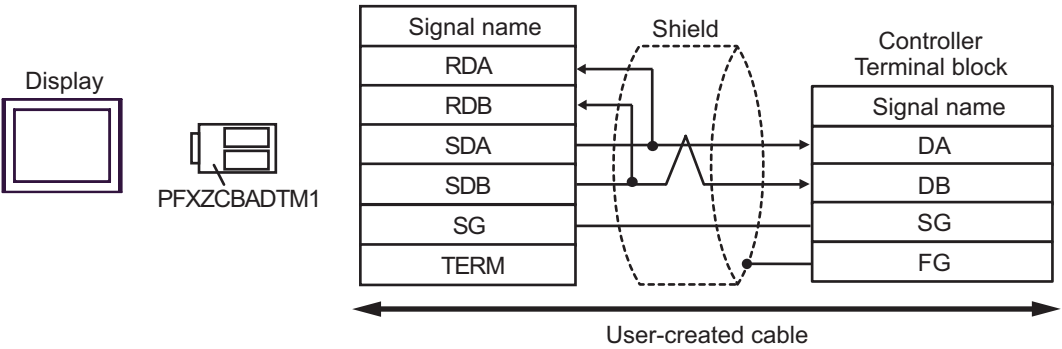 Display
PFXZCBADTM1
Signal name
RDA
RDB
SDA
SDB
SG
TERM
Shield
Controller
Terminal block
Signal name
DA
DB
SG
FG
User-created cable